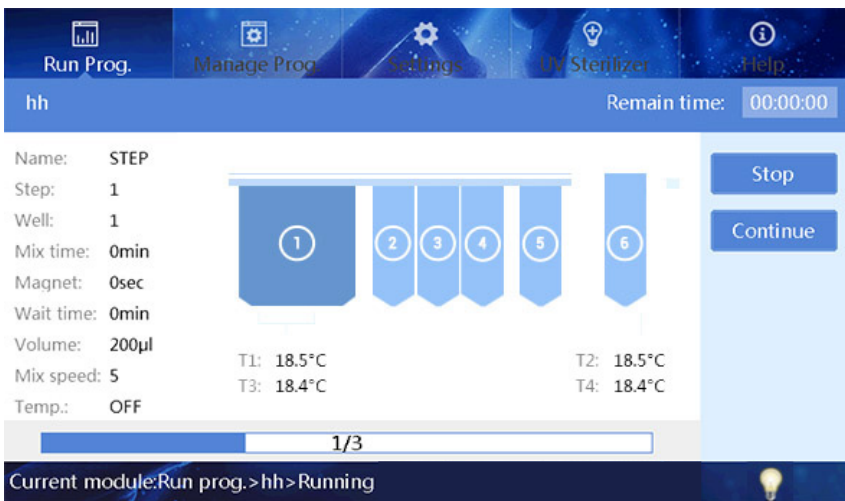 Run Prog.
Manage Prog.
Settings
UV Sterilizer
Help
hh
Remain time: 00:00:00
Name: STEP
Step: 1
Well: 1
Mix time: 0min
Magnet: 0sec
Wait time: 0min
Volume: 200µl
Mix speed: 5
Temp.: OFF
1
2
3
4
5
6
T1: 18.5°C
T3: 18.4°C
T2: 18.5°C
T4: 18.4°C
Stop
Continue
1/3
Current module:Run prog.>hh>Running